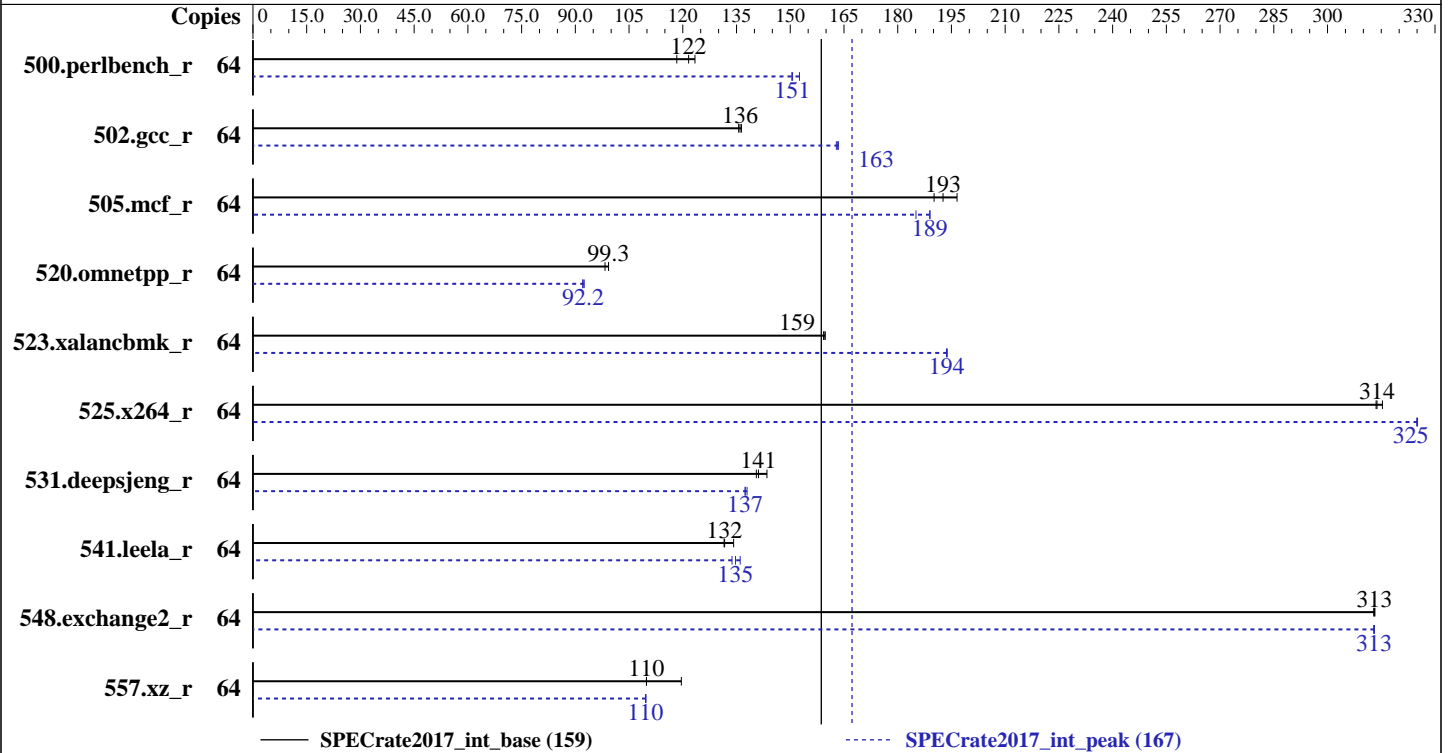 Copies 0 15.0 30.0 45.0 60.0 75.0 90.0 105 120 135 150 165 180 195 210 225 240 255 270 285 300 330
122
500.perlbench_r 64
151
136
502.gcc_r 64
163
193
505.mcf_r 64
189
99.3
520.omnetpp_r 64
92.2
159
523.xalancbmk_r 64
194
314
525.x264_r 64
325
141
531.deepsjeng_r 64
137
132
541.leela_r 64
135
313
548.exchange2_r 64
313
110
557.xz_r 64
110
SPECrate2017_int_base (159) SPECrate2017_int_peak (167)